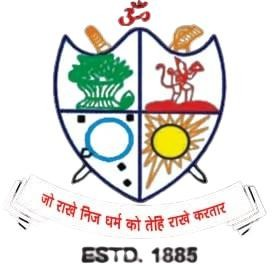 ॐ
जो राखे निज धर्म को तेहि राखे करतार
ESTD. 1885